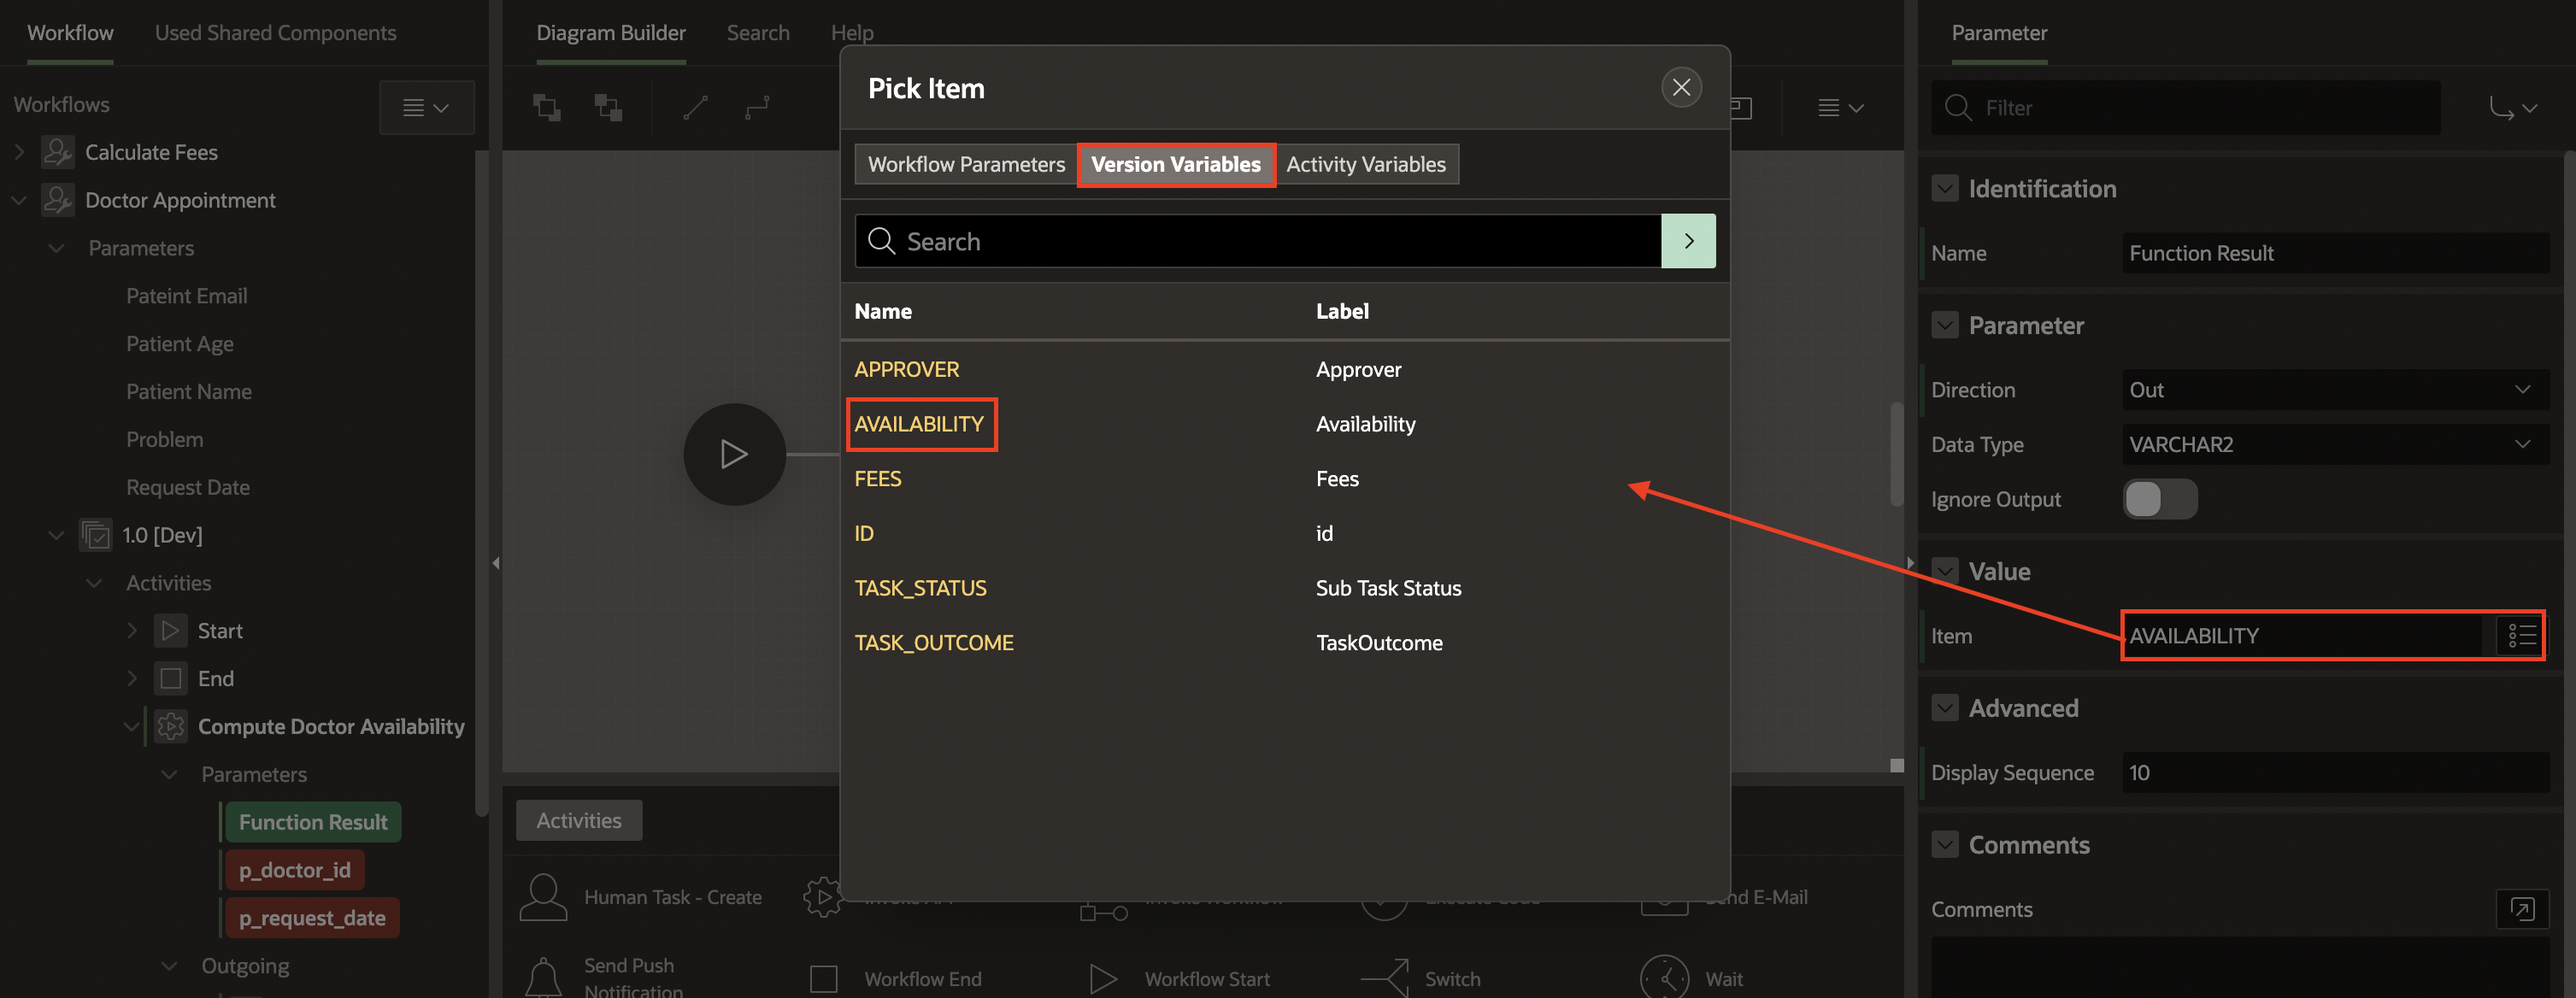 Workflow
Used Shared Components
Workflows
Calculate Fees
Doctor Appointment
Parameters
Pateint Email
Patient Age
Patient Name
Problem
Request Date
1.0 [Dev]
Activities
Start
End
Compute Doctor Availability
Parameters
Function Result
p_doctor_id
p_request_date
Outgoing
Diagram Builder
Search
Help
Pick Item
Workflow Parameters
Version Variables
Activity Variables
Search
Name Label
APPROVER Approver
AVAILABILITY Availability
FEES Fees
ID id
TASK_STATUS Sub Task Status
TASK_OUTCOME TaskOutcome
Activities
Human Task - Create
Invoke Workflow
Execute Code
E-Mail
Send Push
Notification
Workflow End
Workflow Start
Switch
Wait
Parameter
Filter
Identification
Name Function Result
Parameter
Direction Out
Data Type VARCHAR2
Ignore Output
Value
Item AVAILABILITY
Advanced
Display Sequence 10
Comments
Comments